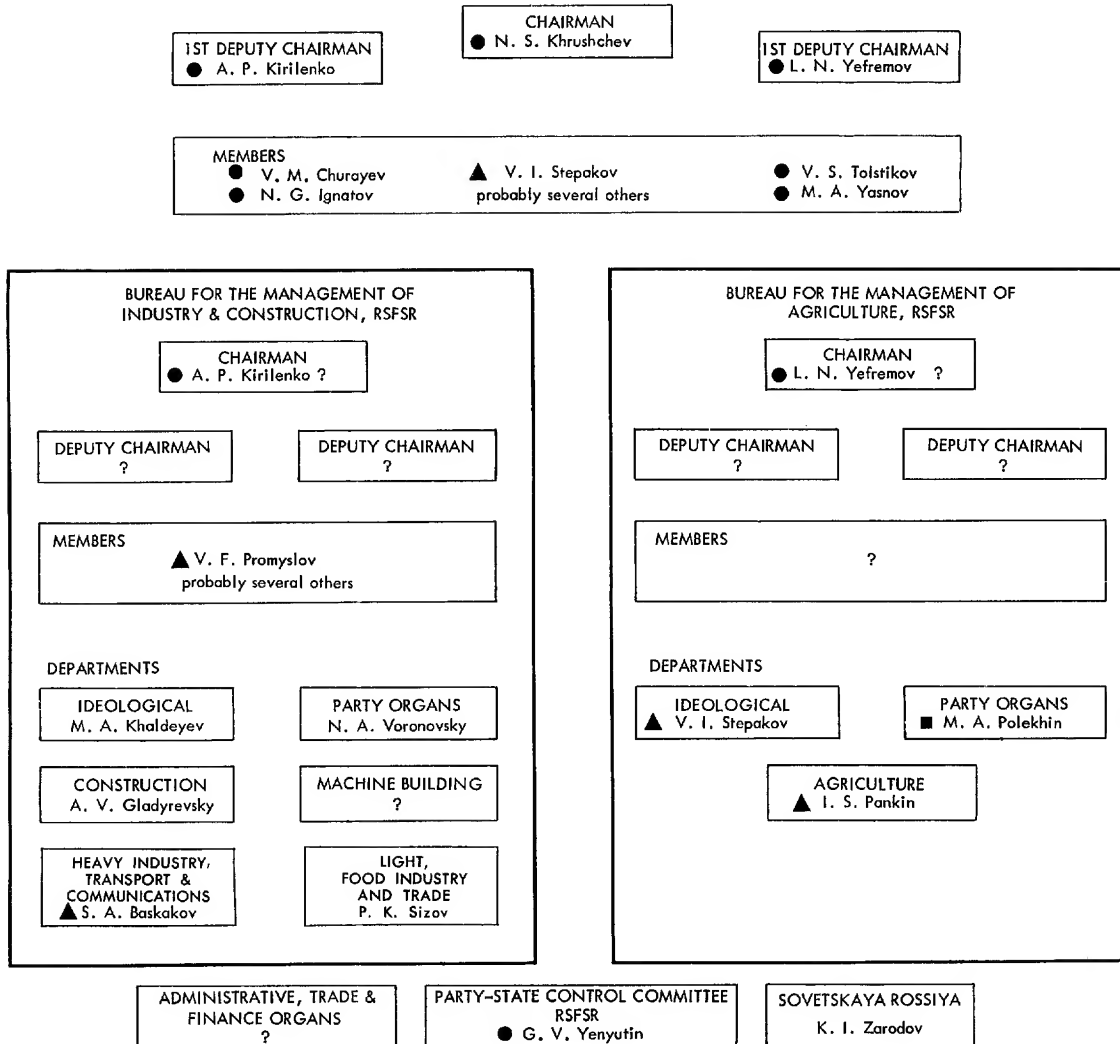 CHAIRMAN
● N. S. Khrushchev
1ST DEPUTY CHAIRMAN
● A. P. Kirilenko
1ST DEPUTY CHAIRMAN
● L. N. Yefremov
MEMBERS
● V. M. Churayev
● N. G. Ignatov
▲ V. I. Stepakov
probably several others
● V. S. Tolstikov
● M. A. Yasnov
BUREAU FOR THE MANAGEMENT OF
INDUSTRY & CONSTRUCTION, RSFSR
CHAIRMAN
● A. P. Kirilenko ?
DEPUTY CHAIRMAN
?
DEPUTY CHAIRMAN
?
MEMBERS
▲ V. F. Promyslov
probably several others
DEPARTMENTS
IDEOLOGICAL
M. A. Khaldeyev
PARTY ORGANS
N. A. Voronovsky
CONSTRUCTION
A. V. Gladyrevsky
MACHINE BUILDING
?
HEAVY INDUSTRY,
TRANSPORT &
COMMUNICATIONS
▲ S. A. Baskakov
LIGHT,
FOOD INDUSTRY
AND TRADE
P. K. Sizov
BUREAU FOR THE MANAGEMENT OF
AGRICULTURE, RSFSR
CHAIRMAN
● L. N. Yefremov ?
DEPUTY CHAIRMAN
?
DEPUTY CHAIRMAN
?
MEMBERS
?
DEPARTMENTS
IDEOLOGICAL
▲ V. I. Stepakov
PARTY ORGANS
■ M. A. Polekhin
AGRICULTURE
▲ I. S. Pankin
ADMINISTRATIVE, TRADE &
FINANCE ORGANS
?
PARTY-STATE CONTROL COMMITTEE
RSFSR
● G. V. Yenyutin
SOVETSKAYA ROSSIYA
K. I. Zarodov